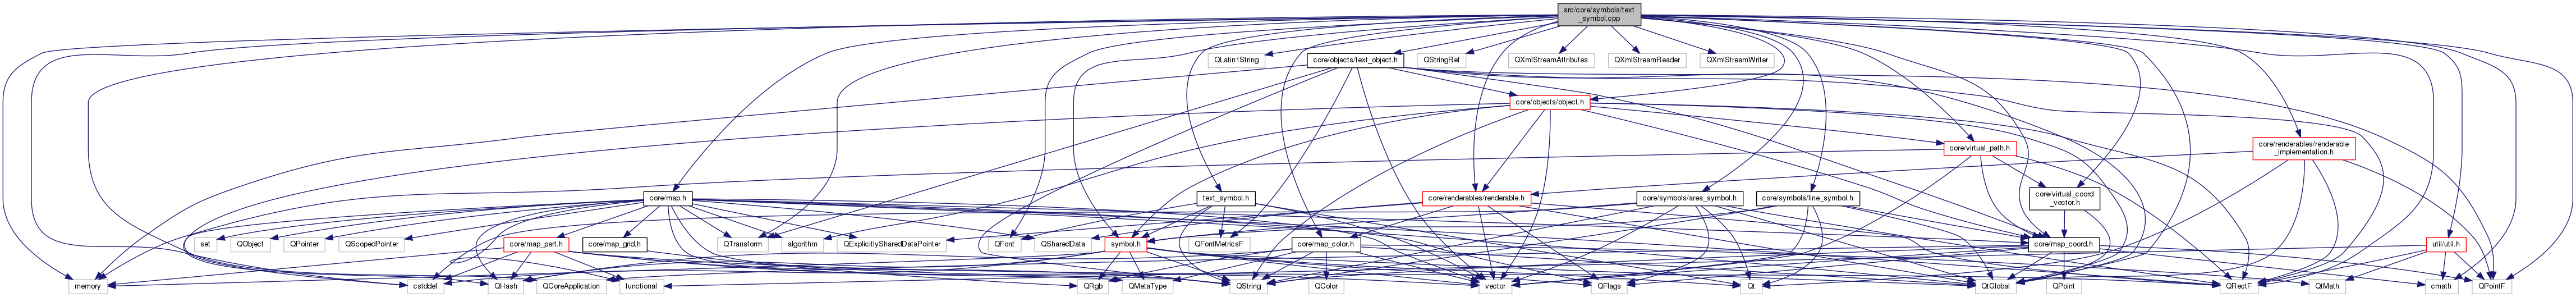 src/core/symbols/text
_symbol.cpp
QLatin1String
core/objects/text_object.h
QStringRef
QXmlStreamAttributes
QXmlStreamReader
QXmlStreamWriter
core/objects/object.h
core/virtual_path.h
core/renderables/renderable
_implementation.h
core/map.h
text_symbol.h
core/renderables/renderable.h
core/symbols/area_symbol.h
core/symbols/line_symbol.h
core/virtual_coord
_vector.h
set
QObject
QPointer
QScopedPointer
core/map_part.h
core/map_grid.h
QTransform
algorithm
QExplicitlySharedDataPointer
QFont
QSharedData
symbol.h
QFontMetricsF
core/map_color.h
core/map_coord.h
util/util.h
memory
cstddef
QHash
QCoreApplication
functional
QRgb
QMetaType
QString
QColor
vector
QFlags
Qt
QtGlobal
QPoint
QRectF
QtMath
cmath
QPointF